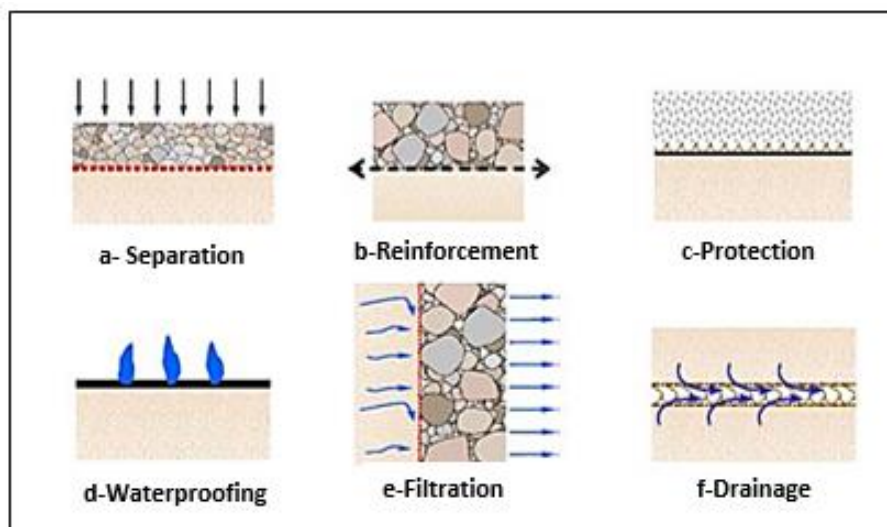 a- Separation
b-Reinforcement
c-Protection
d-Waterproofing
e-Filtration
f-Drainage